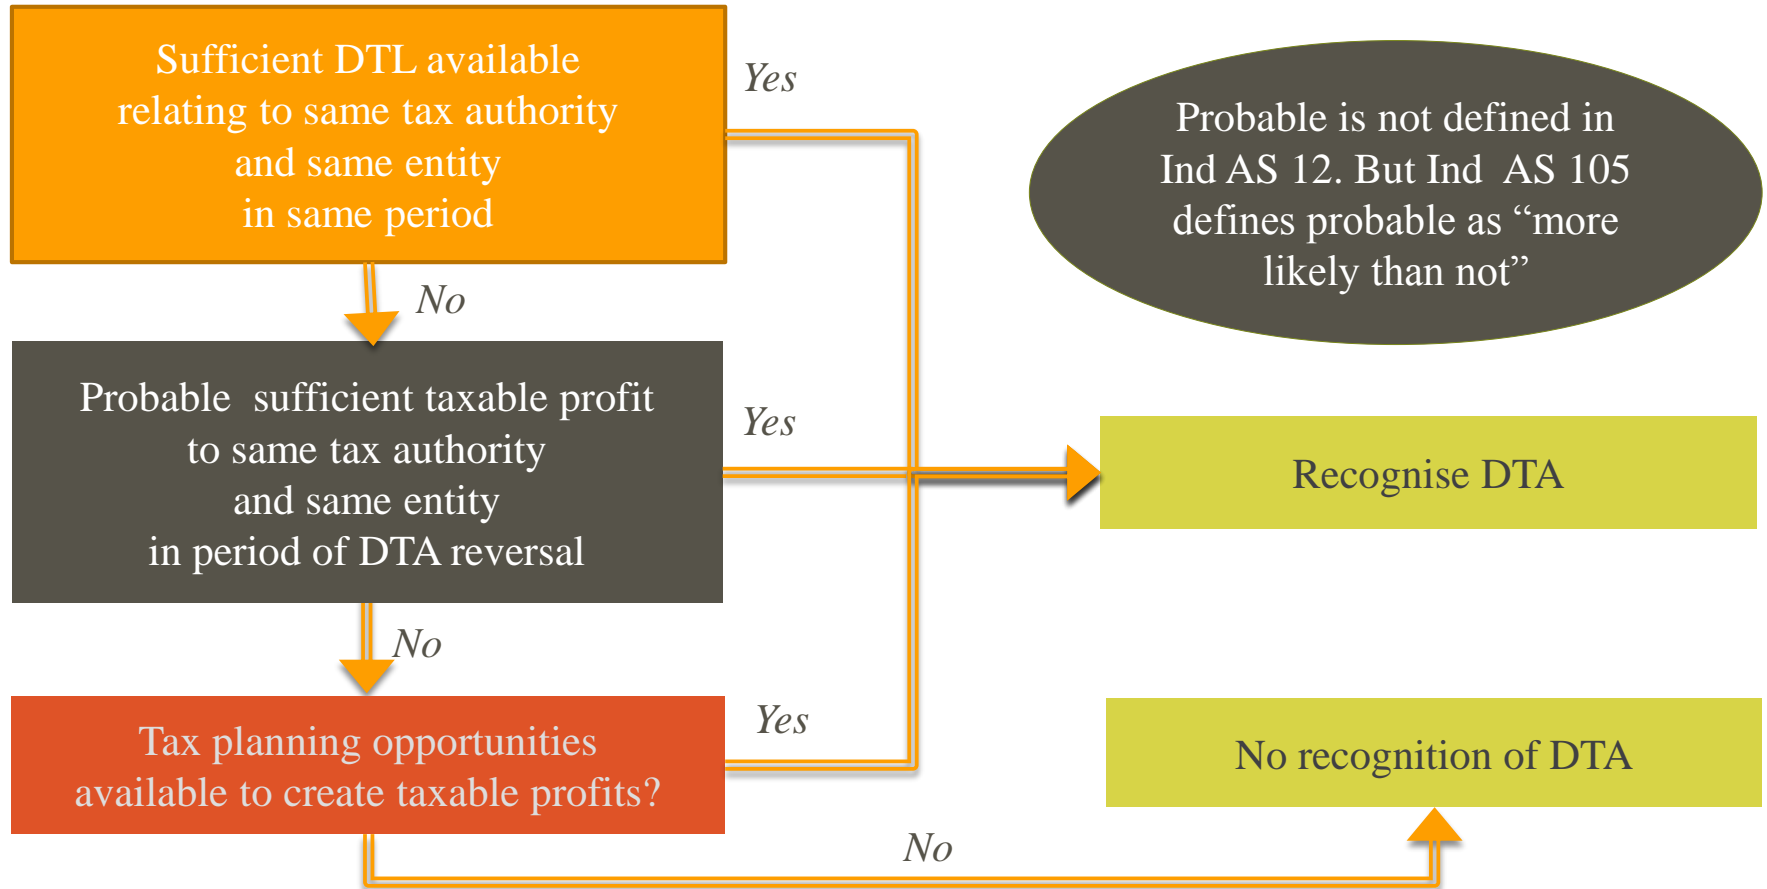 Sufficient DTL available
relating to same tax authority
and same entity
in same period
Yes
Probable is not defined in
Ind AS 12. But Ind AS 105
defines probable as “more
likely than not”
No
Probable sufficient taxable profit
to same tax authority
and same entity
in period of DTA reversal
Yes
Recognise DTA
No
Tax planning opportunities
available to create taxable profits?
Yes
No recognition of DTA
No